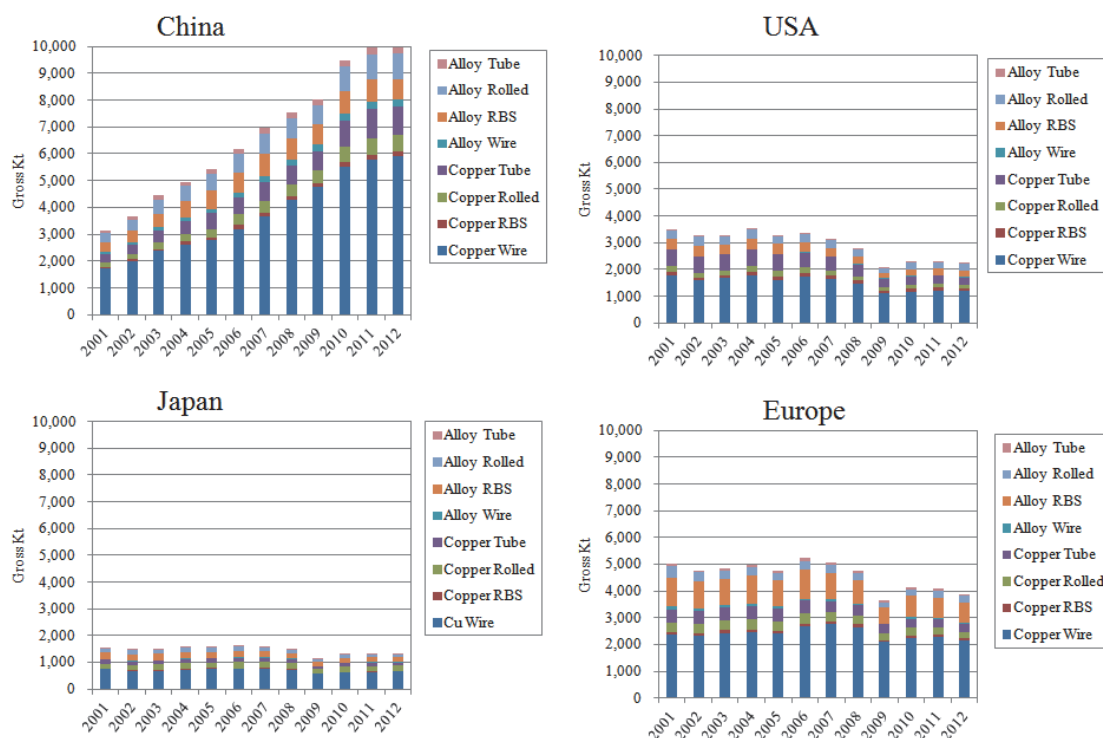 China
Gross Kt
10,000
9,000
8,000
7,000
6,000
5,000
4,000
3,000
2,000
1,000
0
2001 2002 2003 2004 2005 2006 2007 2008 2009 2010 2011 2012
Alloy Tube
Alloy Rolled
Alloy RBS
Alloy Wire
Copper Tube
Copper Rolled
Copper RBS
Copper Wire
USA
Gross Kt
10,000
9,000
8,000
7,000
6,000
5,000
4,000
3,000
2,000
1,000
0
2001 2002 2003 2004 2005 2006 2007 2008 2009 2010 2011 2012
Alloy Tube
Alloy Rolled
Alloy RBS
Alloy Wire
Copper Tube
Copper Rolled
Copper RBS
Copper Wire
Japan
Gross Kt
10,000
9,000
8,000
7,000
6,000
5,000
4,000
3,000
2,000
1,000
0
2001 2002 2003 2004 2005 2006 2007 2008 2009 2010 2011 2012
Alloy Tube
Alloy Rolled
Alloy RBS
Alloy Wire
Copper Tube
Copper Rolled
Copper RBS
Cu Wire
Europe
Gross Kt
10,000
9,000
8,000
7,000
6,000
5,000
4,000
3,000
2,000
1,000
0
2001 2002 2003 2004 2005 2006 2007 2008 2009 2010 2011 2012
Alloy Tube
Alloy Rolled
Alloy RBS
Alloy Wire
Copper Tube
Copper Rolled
Copper RBS
Copper Wire